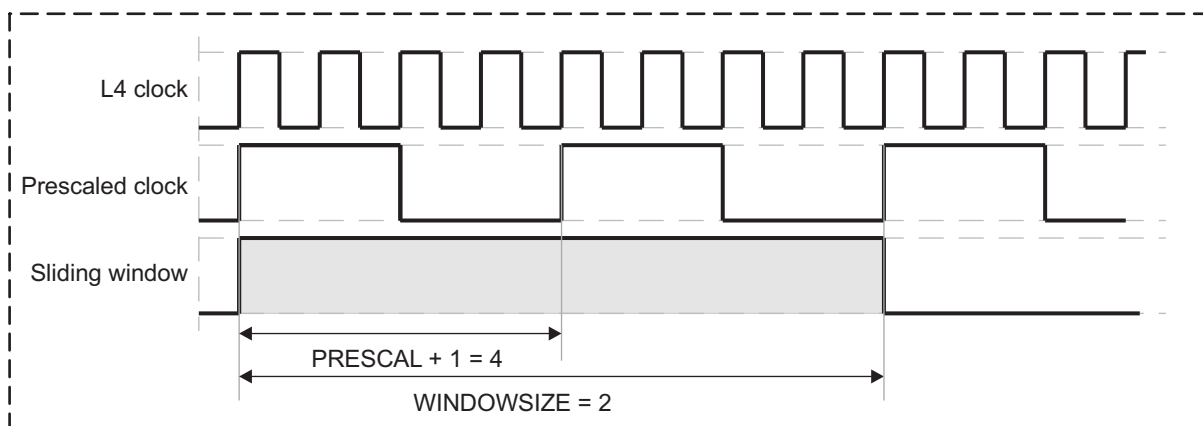 L4 clock
Prescaled clock
Sliding window
PRESCAL + 1 = 4
WINDOWSIZE = 2